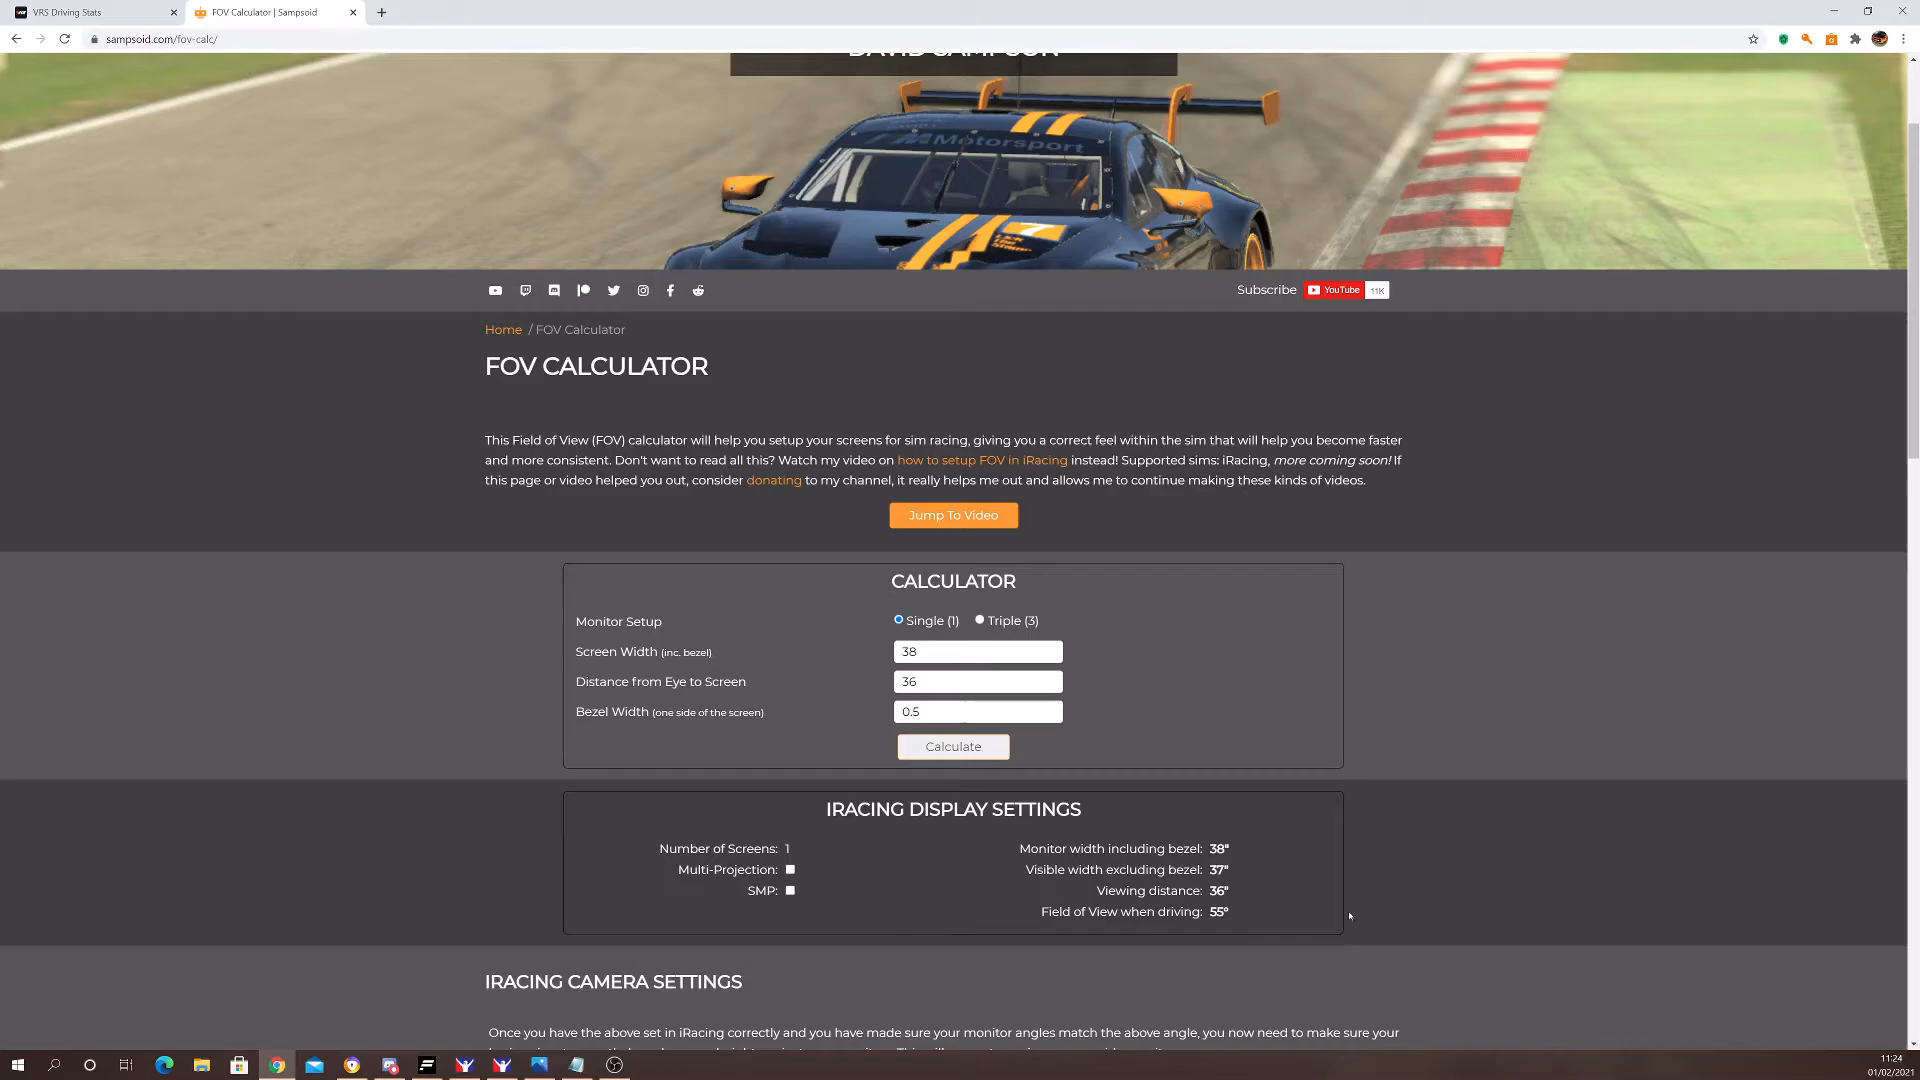 VRS Driving Stats
FOV Calculator | Sampsoid
sampsoid.com/fov-calc/
DAVID SAMPSON
Motorsport
7
Subscribe YouTube 11K
Home / FOV Calculator
FOV CALCULATOR
This Field of View (FOV) calculator will help you setup your screens for sim racing, giving you a correct feel within the sim that will help you become faster
and more consistent. Don't want to read all this? Watch my video on how to setup FOV in iRacing instead! Supported sims: iRacing, more coming soon! If
this page or video helped you out, consider donating to my channel, it really helps me out and allows me to continue making these kinds of videos.
Jump To Video
CALCULATOR
Monitor Setup Single (1) Triple (3)
Screen Width (inc. bezel) 38
Distance from Eye to Screen 36
Bezel Width (one side of the screen) 0.5
Calculate
IRACING DISPLAY SETTINGS
Number of Screens: 1 Monitor width including bezel: 38"
Multi-Projection: Visible width excluding bezel: 37"
SMP: Viewing distance: 36"
Field of View when driving: 55°
IRACING CAMERA SETTINGS
Once you have the above set in iRacing correctly and you have made sure your monitor angles match the above angle, you now need to make sure your
11:24
01/02/2021